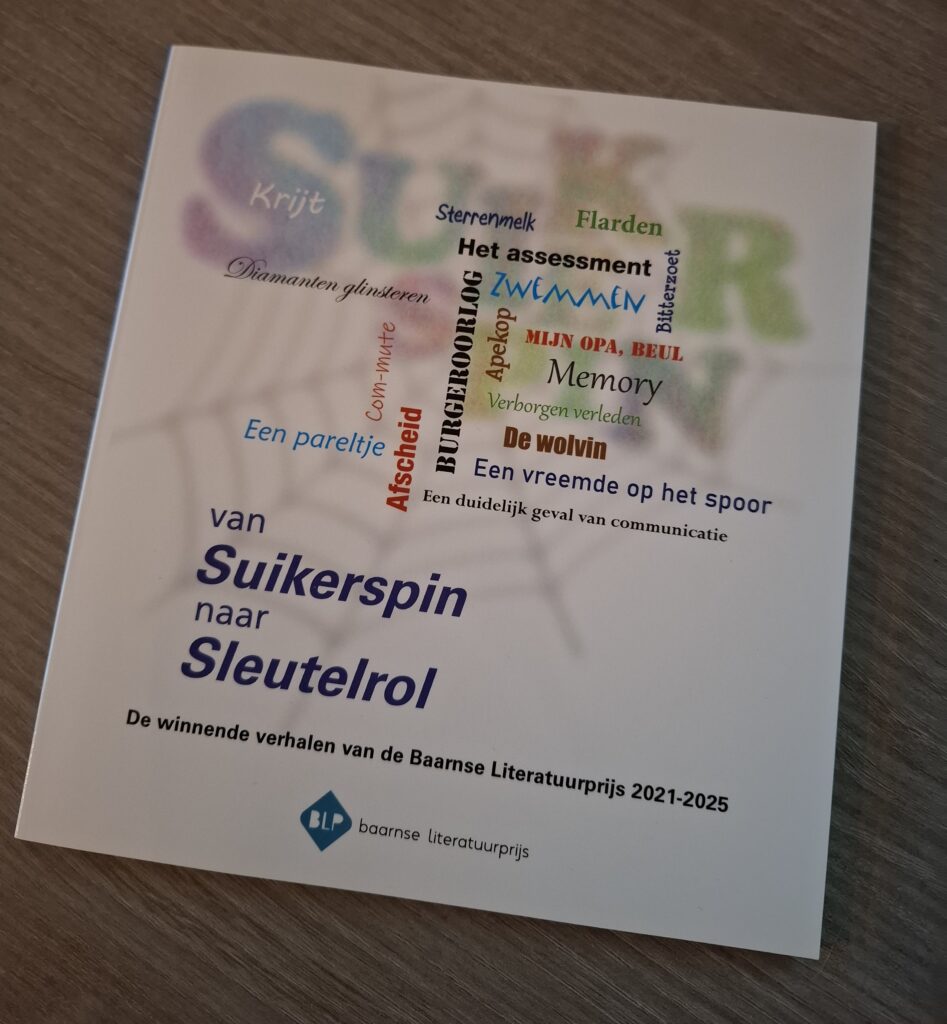 SUIKER
SPIN
Krijt
Sterrenmelk
Flarden
Het assessment
Bitterzoet
Diamanten glinsteren
ZWEMMEN
BURGEROORLOG
Apekop
MIJN OPA, BEUL
Com-mute
Memory
Verborgen verleden
Een pareltje
Afscheid
De wolvin
Een vreemde op het spoor
Een duidelijk geval van communicatie
van
Suikerspin
naar
Sleutelrol
De winnende verhalen van de Baarnse Literatuurprijs 2021-2025
BLP baarnse literatuurprijs